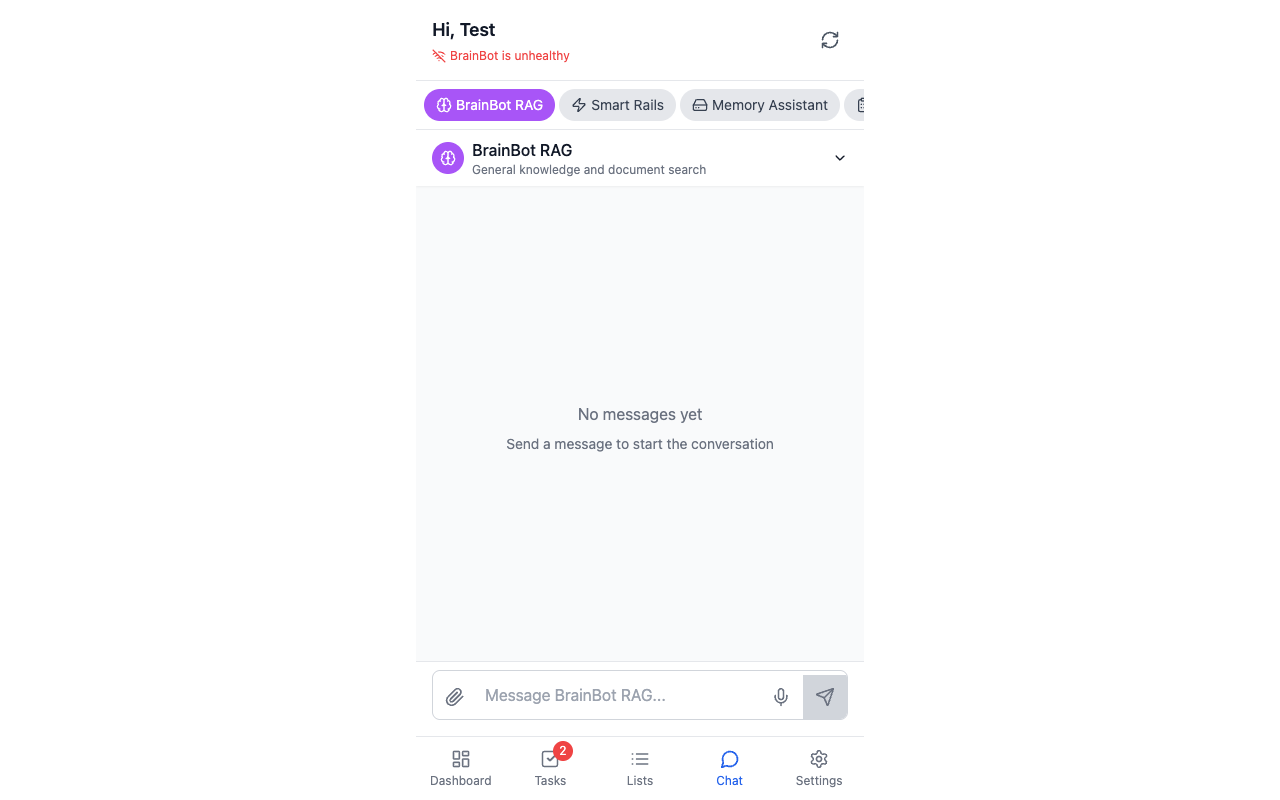 Hi, Test
BrainBot is unhealthy
BrainBot RAG
Smart Rails
Memory Assistant
BrainBot RAG
General knowledge and document search
No messages yet
Send a message to start the conversation
Message BrainBot RAG...
2
Dashboard
Tasks
Lists
Chat
Settings